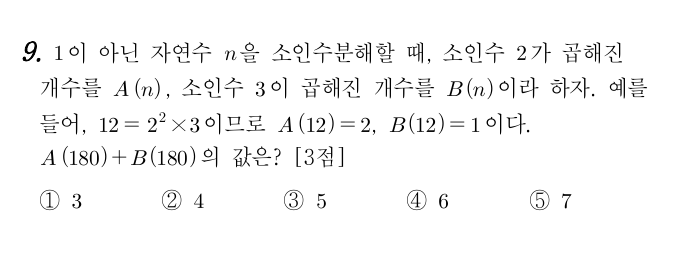 9. 1이 아닌 자연수 n을 소인수분해할 때, 소인수 2가 곱해진
개수를 A(n), 소인수 3이 곱해진 개수를 B(n)이라 하자. 예를
들어, 12=2²×3이므로 A(12)=2, B(12)=1이다.
A(180)+B(180)의 값은? [3점]
① 3 ② 4 ③ 5 ④ 6 ⑤ 7